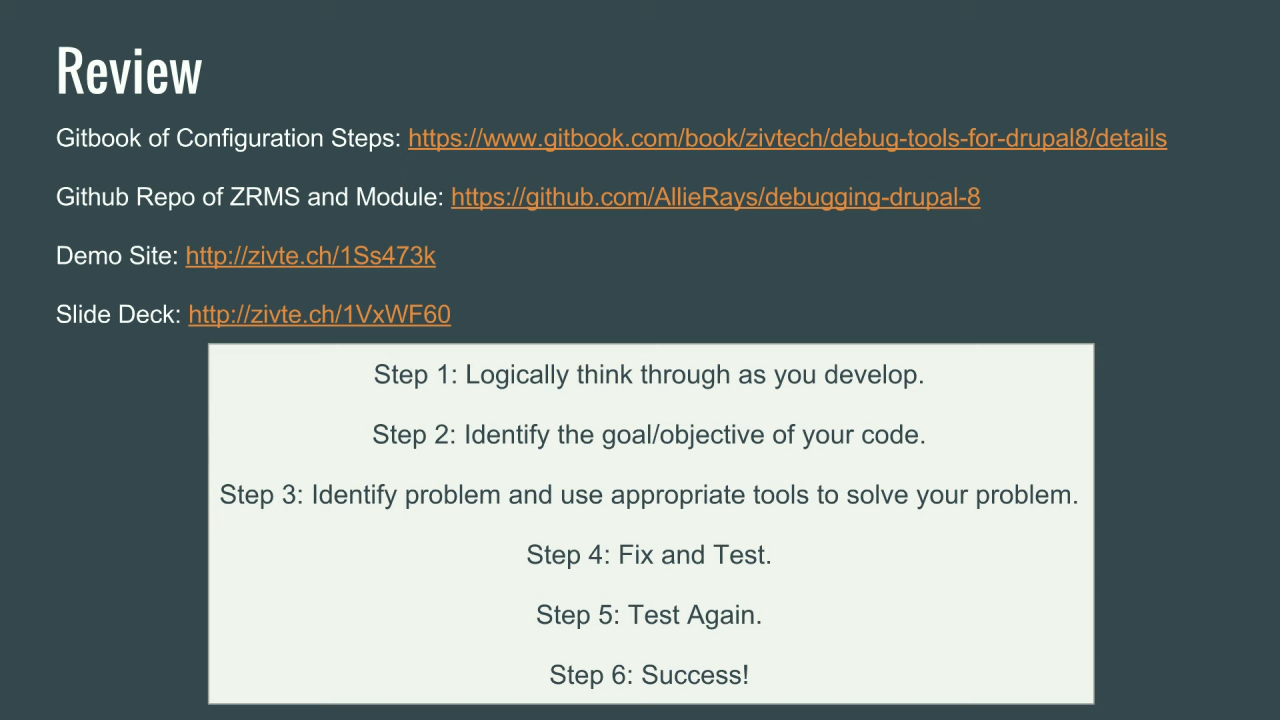 Review
Gitbook of Configuration Steps: https://www.gitbook.com/book/zivtech/debug-tools-for-drupal8/details
Github Repo of ZRMS and Module: https://github.com/AllieRays/debugging-drupal-8
Demo Site: http://zivte.ch/1Ss473k
Slide Deck: http://zivte.ch/1VxWF60
Step 1: Logically think through as you develop.
Step 2: Identify the goal/objective of your code.
Step 3: Identify problem and use appropriate tools to solve your problem.
Step 4: Fix and Test.
Step 5: Test Again.
Step 6: Success!